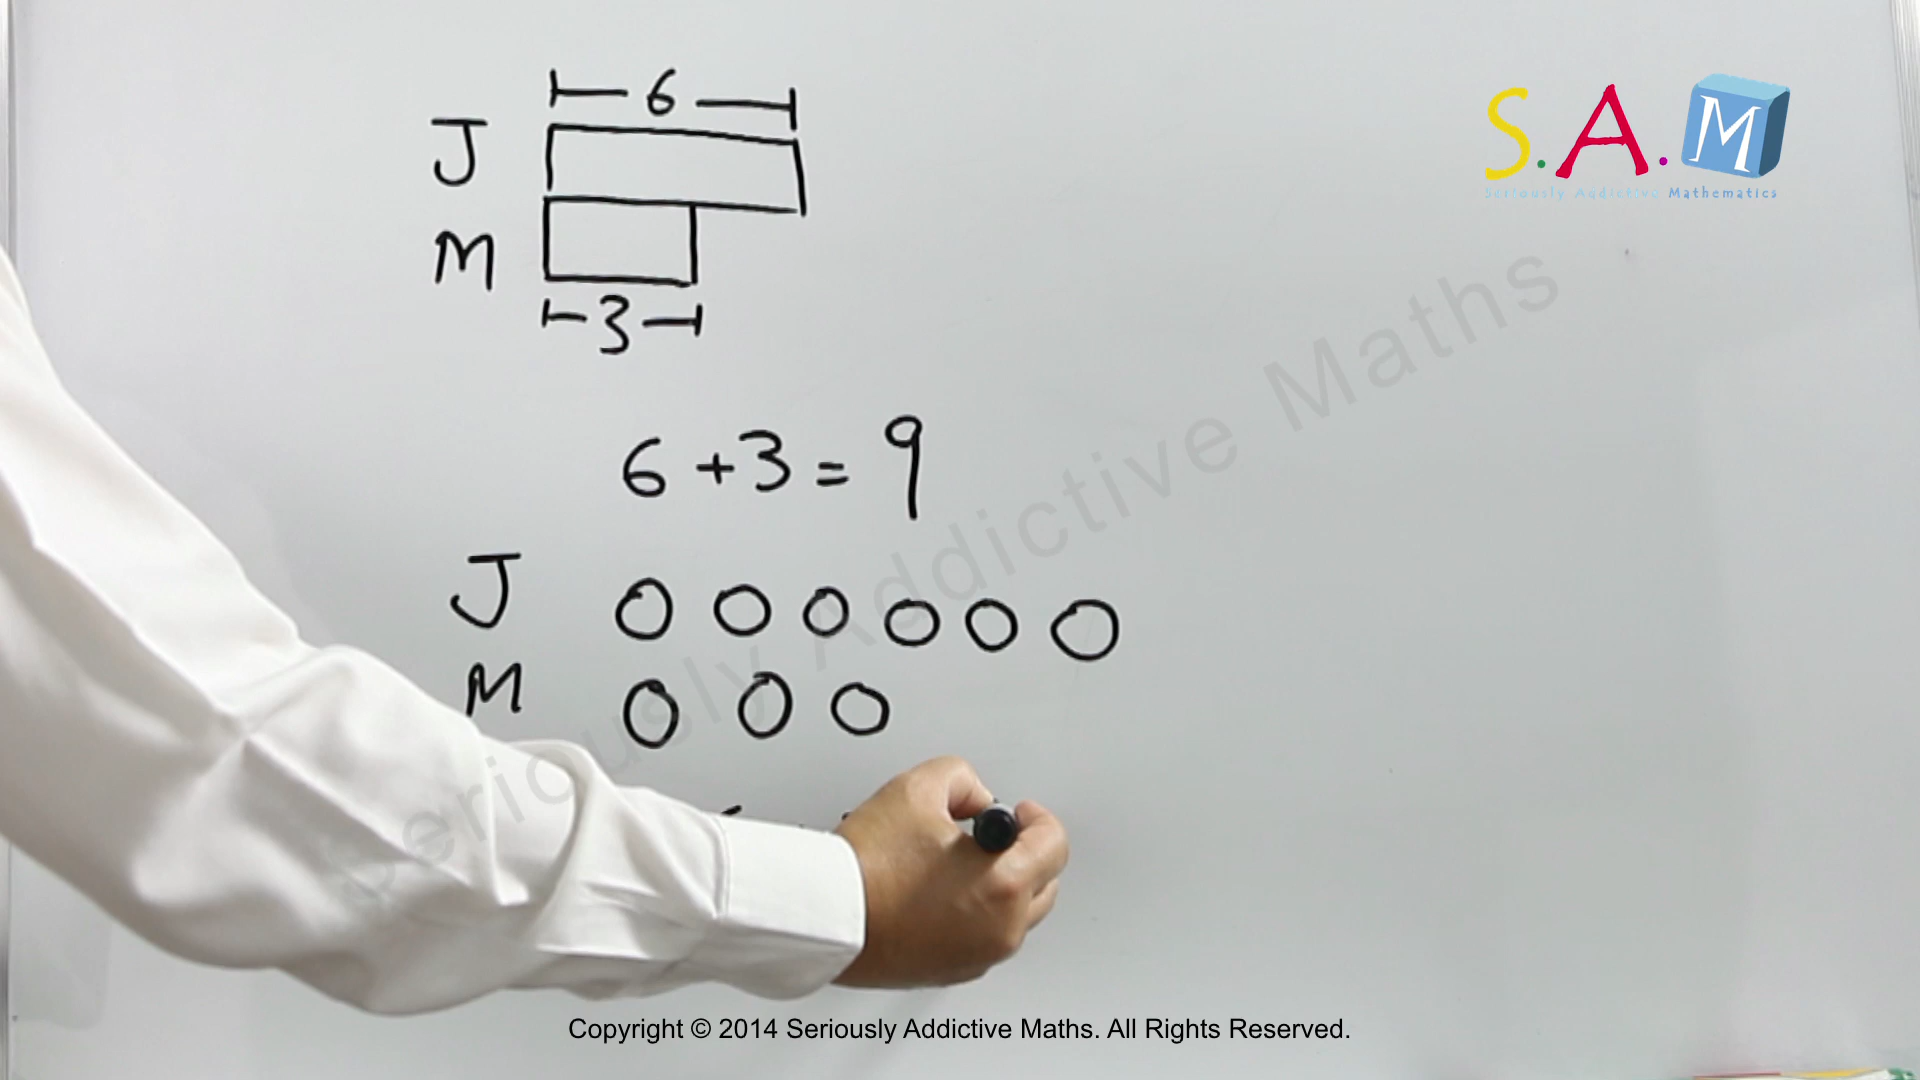 6
J
M
3
6 + 3 = 9
J
M
S.A.M
Seriously Addictive Mathematics
Seriously Addictive Maths
Copyright © 2014 Seriously Addictive Maths. All Rights Reserved.